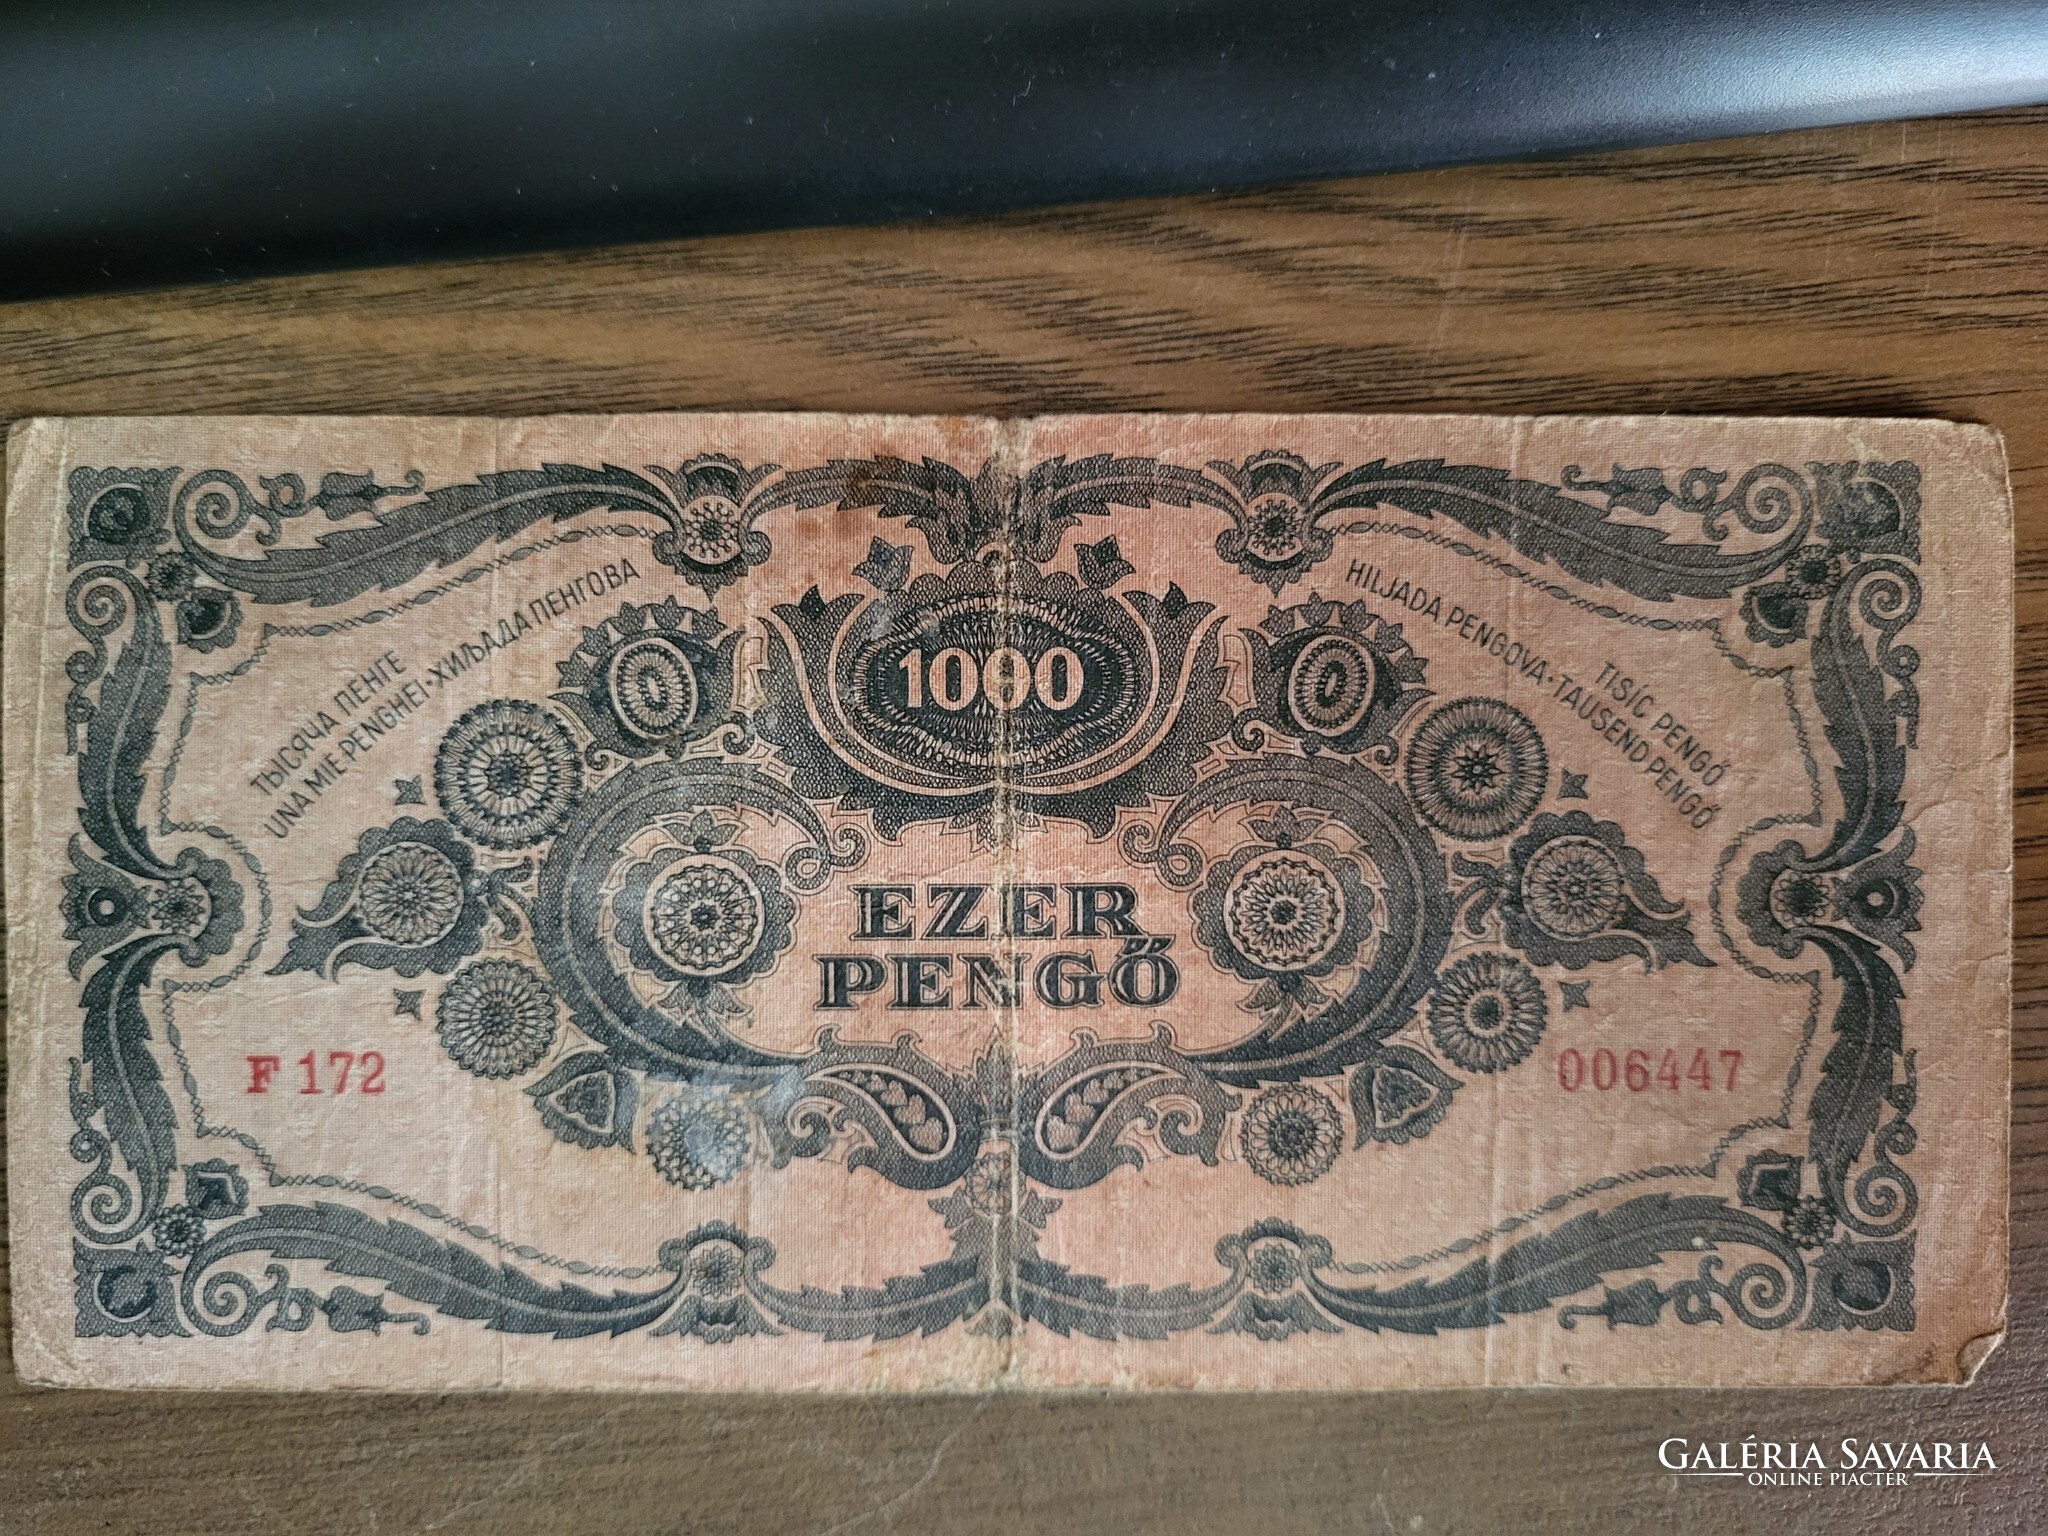 ТЫСЯЧА ПЕНГЕ
UNA MIE PENGHEI · ХИЉАДА ПЕНГОВА
HILJADA PENGOVA · TAUSEND PENGŐ
TISÍC PENGŐ
1000
EZER
PENGŐ
F 172
006447
GALÉRIA SAVARIA
ONLINE PIACTÉR